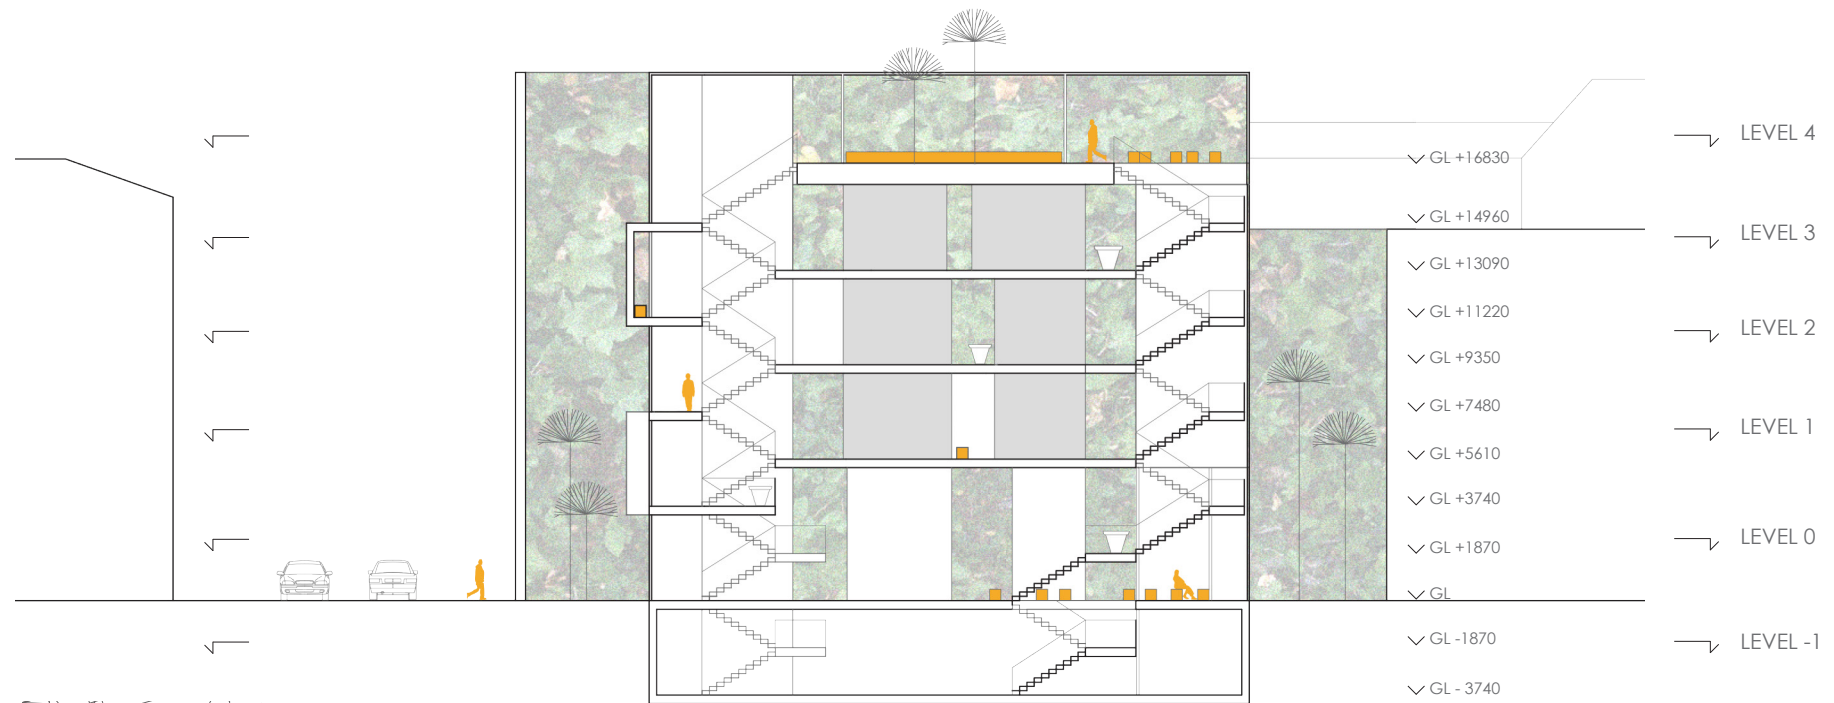 LEVEL 4
GL +16830
GL +14960
LEVEL 3
GL +13090
GL +11220
LEVEL 2
GL +9350
GL +7480
LEVEL 1
GL +5610
GL +3740
LEVEL 0
GL +1870
GL
GL -1870
LEVEL -1
GL - 3740